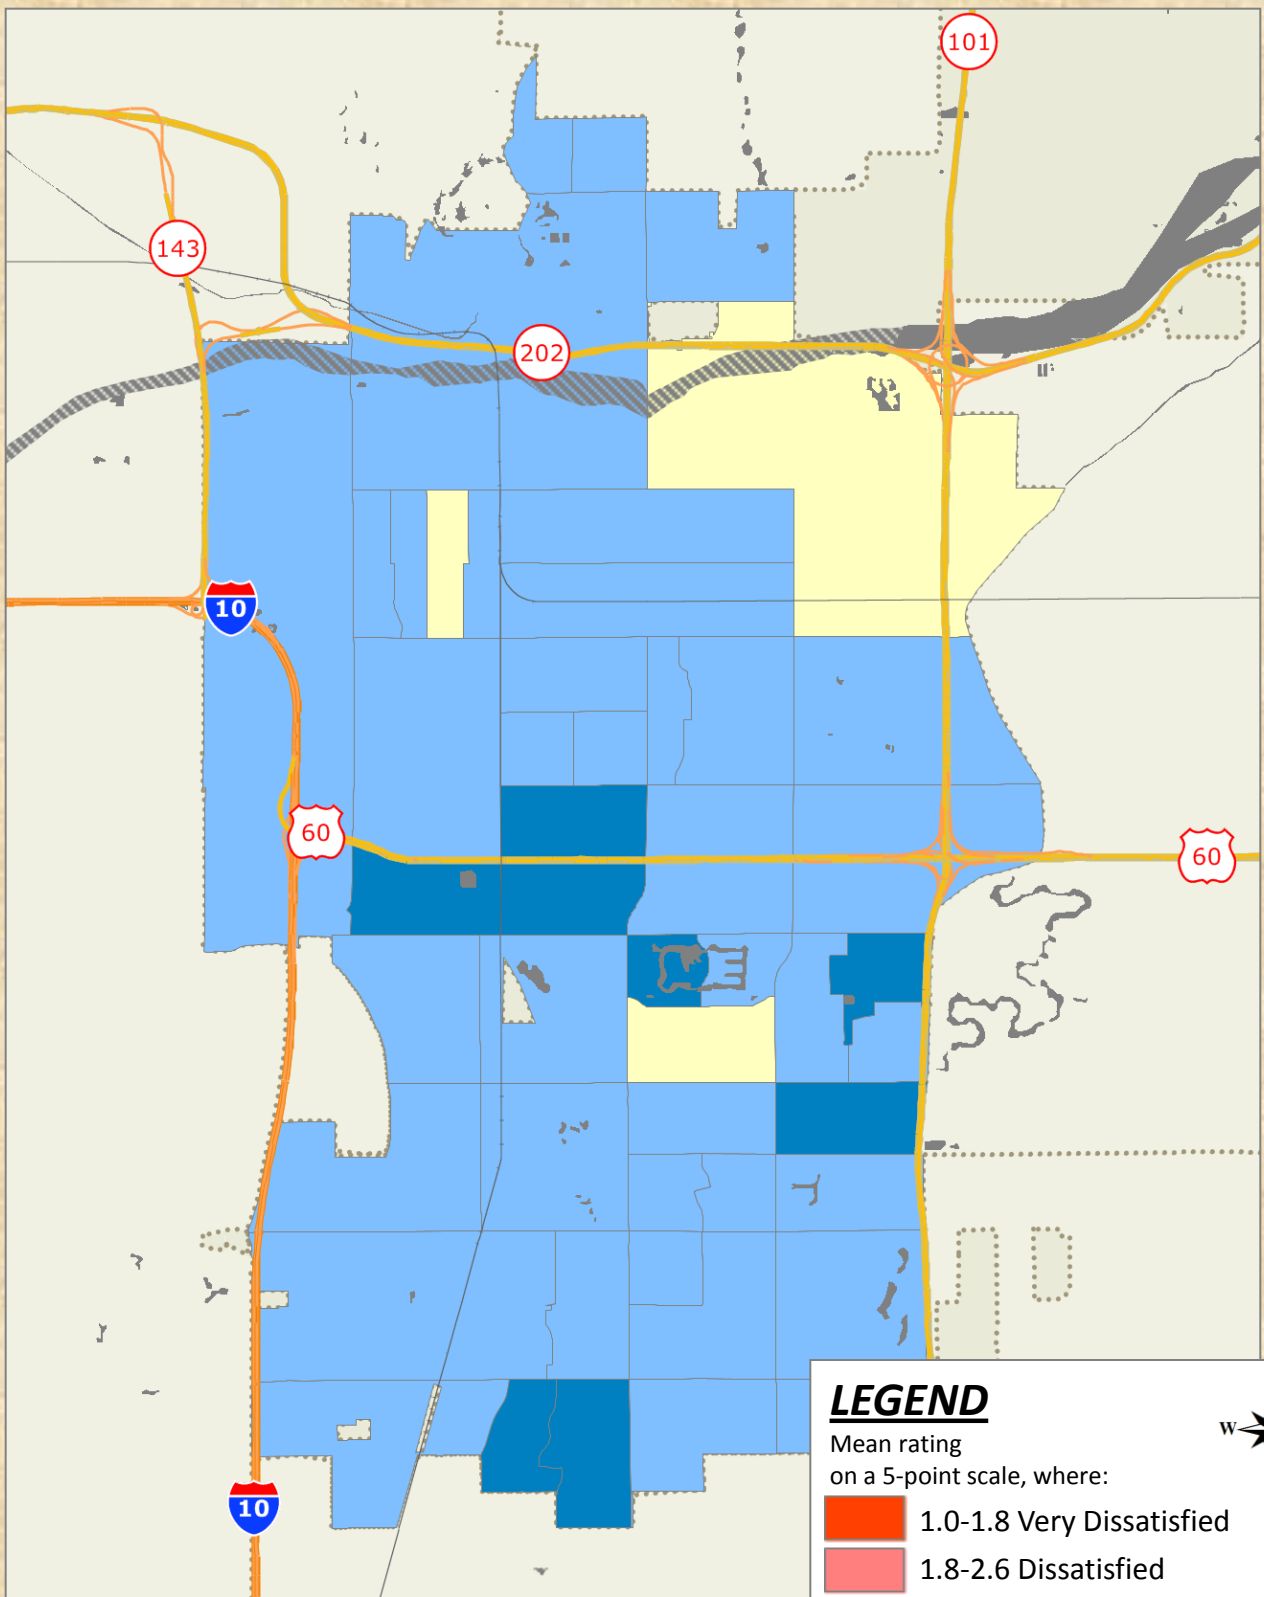 101
143
202
10
60
60
10
LEGEND
Mean rating
on a 5-point scale, where:
W
1.0-1.8 Very Dissatisfied
1.8-2.6 Dissatisfied